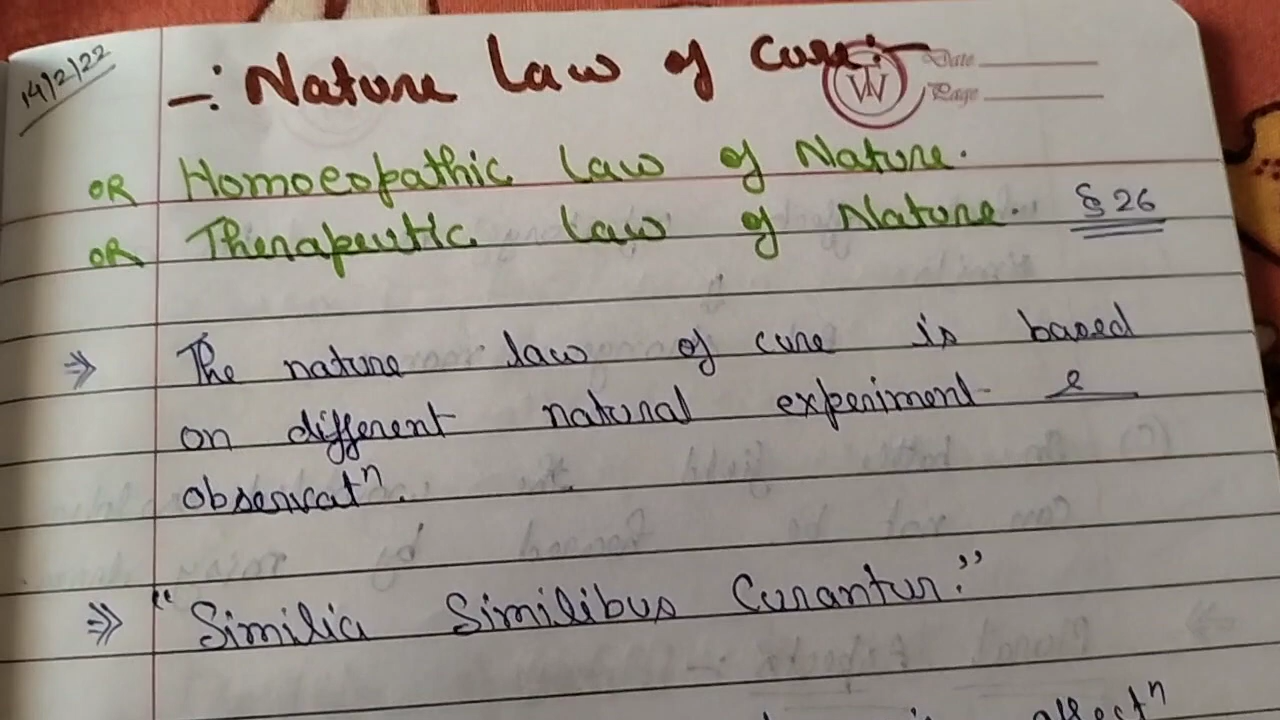 14/2/22
-: Nature Law of Cure :-
Date
Page
OR Homoeopathic Law of Nature.
OR Therapeutic Law of Nature. § 26
⇒ The nature law of cure is based
on different natural experiment &
observatⁿ.
⇒ "Similia Similibus Curantur."
affectⁿ